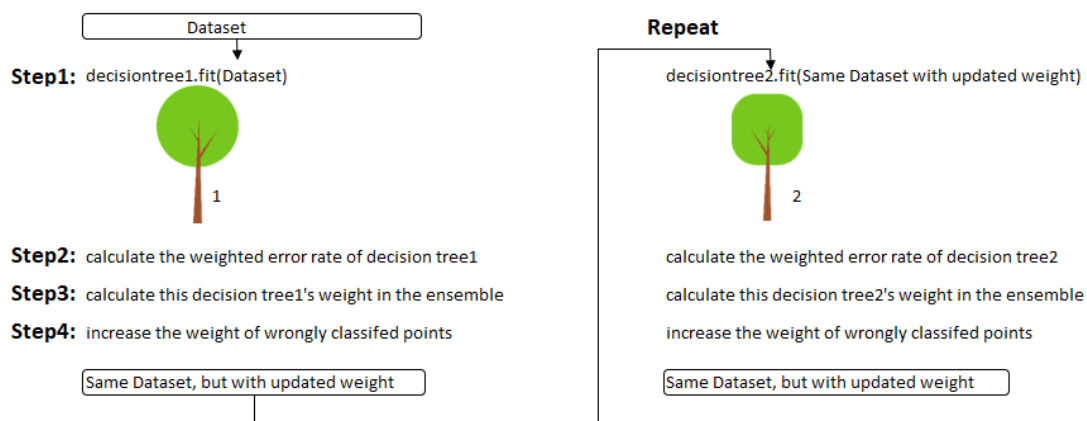 Dataset
Step1: decisiontree1.fit(Dataset)
1
Step2: calculate the weighted error rate of decision tree1
Step3: calculate this decision tree1's weight in the ensemble
Step4: increase the weight of wrongly classifed points
Same Dataset, but with updated weight
Repeat
decisiontree2.fit(Same Dataset with updated weight)
2
calculate the weighted error rate of decision tree2
calculate this decision tree2's weight in the ensemble
increase the weight of wrongly classifed points
Same Dataset, but with updated weight